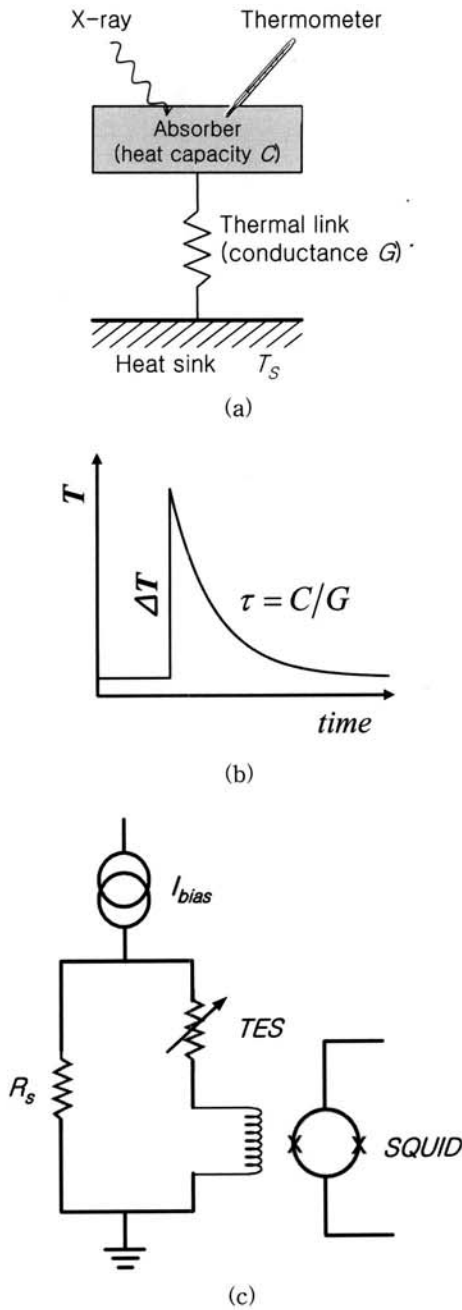 X-ray
Thermometer
Absorber
(heat capacity C)
Thermal link
(conductance G)
Heat sink T_S
(a)
T
ΔT
τ = C/G
time
(b)
I_bias
TES
R_s
SQUID
(c)